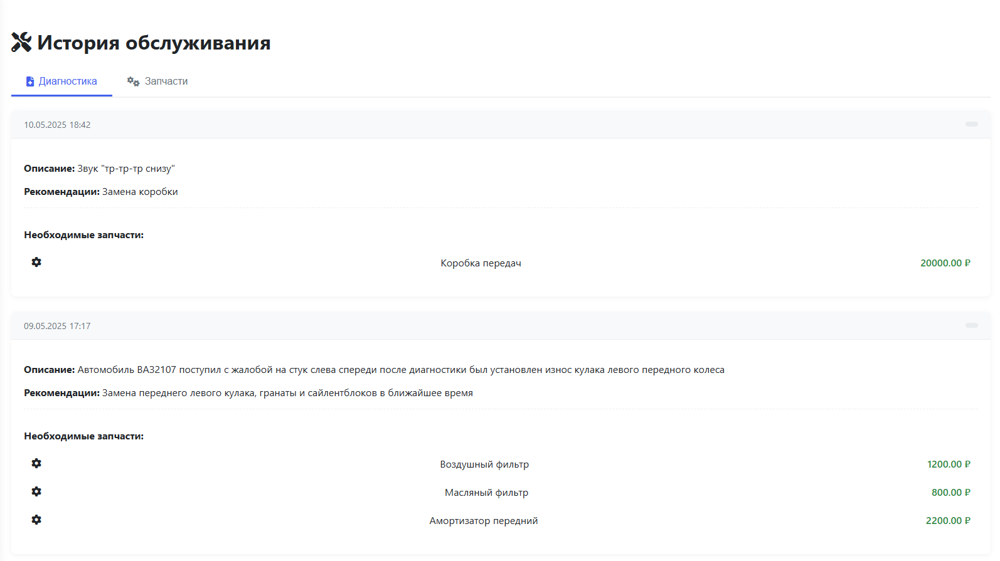 История обслуживания
Диагностика Запчасти
10.05.2025 18:42
Описание: Звук "тр-тр-тр снизу"
Рекомендации: Замена коробки
Необходимые запчасти:
Коробка передач 20000.00 ₽
09.05.2025 17:17
Описание: Автомобиль ВАЗ2107 поступил с жалобой на стук слева спереди после диагностики был установлен износ кулака левого передного колеса
Рекомендации: Замена переднего левого кулака, гранаты и сайлентблоков в ближайшее время
Необходимые запчасти:
Воздушный фильтр 1200.00 ₽
Масляный фильтр 800.00 ₽
Амортизатор передний 2200.00 ₽